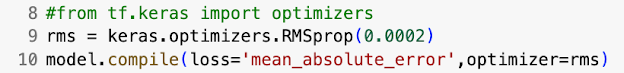 8 #from tf.keras import optimizers
9 rms = keras.optimizers.RMSprop(0.0002)
10 model.compile(loss='mean_absolute_error',optimizer=rms)